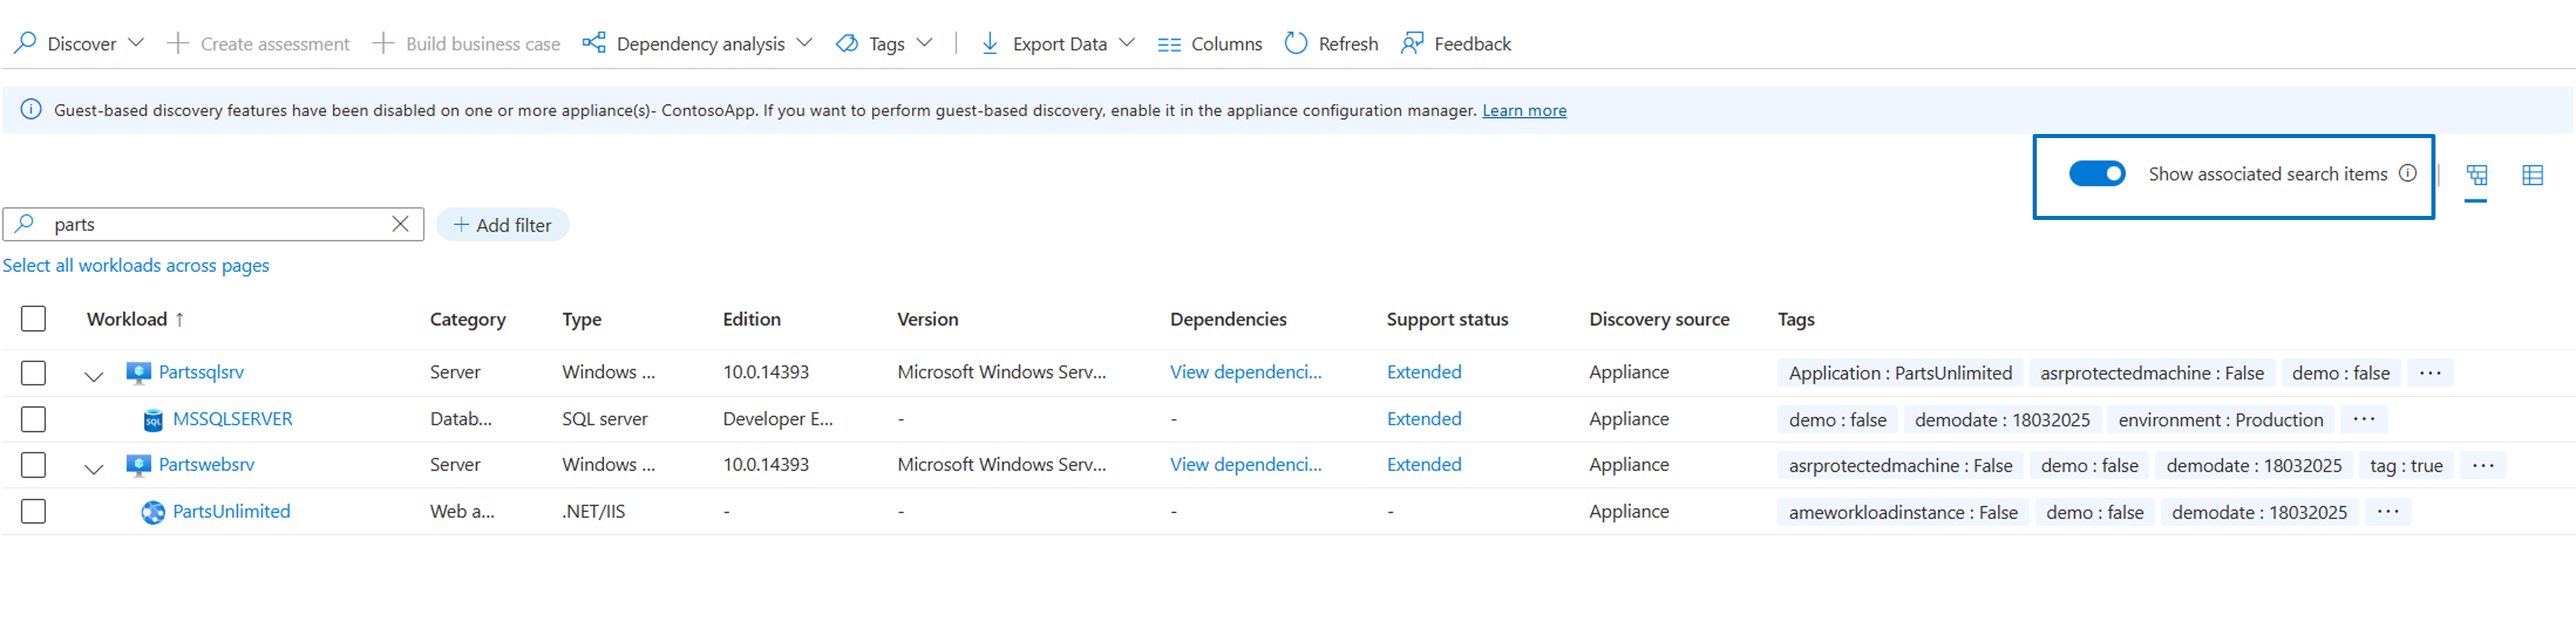 Discover Create assessment Build business case Dependency analysis Tags | Export Data Columns Refresh Feedback
Guest-based discovery features have been disabled on one or more appliance(s)- ContosoApp. If you want to perform guest-based discovery, enable it in the appliance configuration manager. Learn more
Show associated search items
parts + Add filter
Select all workloads across pages
Workload ↑ Category Type Edition Version Dependencies Support status Discovery source Tags
Partssqlsrv Server Windows ... 10.0.14393 Microsoft Windows Serv... View dependenci... Extended Appliance Application : PartsUnlimited asrprotectedmachine : False demo : false ...
MSSQLSERVER Datab... SQL server Developer E... - - Extended Appliance demo : false demodate : 18032025 environment : Production ...
Partswebsrv Server Windows ... 10.0.14393 Microsoft Windows Serv... View dependenci... Extended Appliance asrprotectedmachine : False demo : false demodate : 18032025 tag : true ...
PartsUnlimited Web a... .NET/IIS - - - - Appliance ameworkloadinstance : False demo : false demodate : 18032025 ...